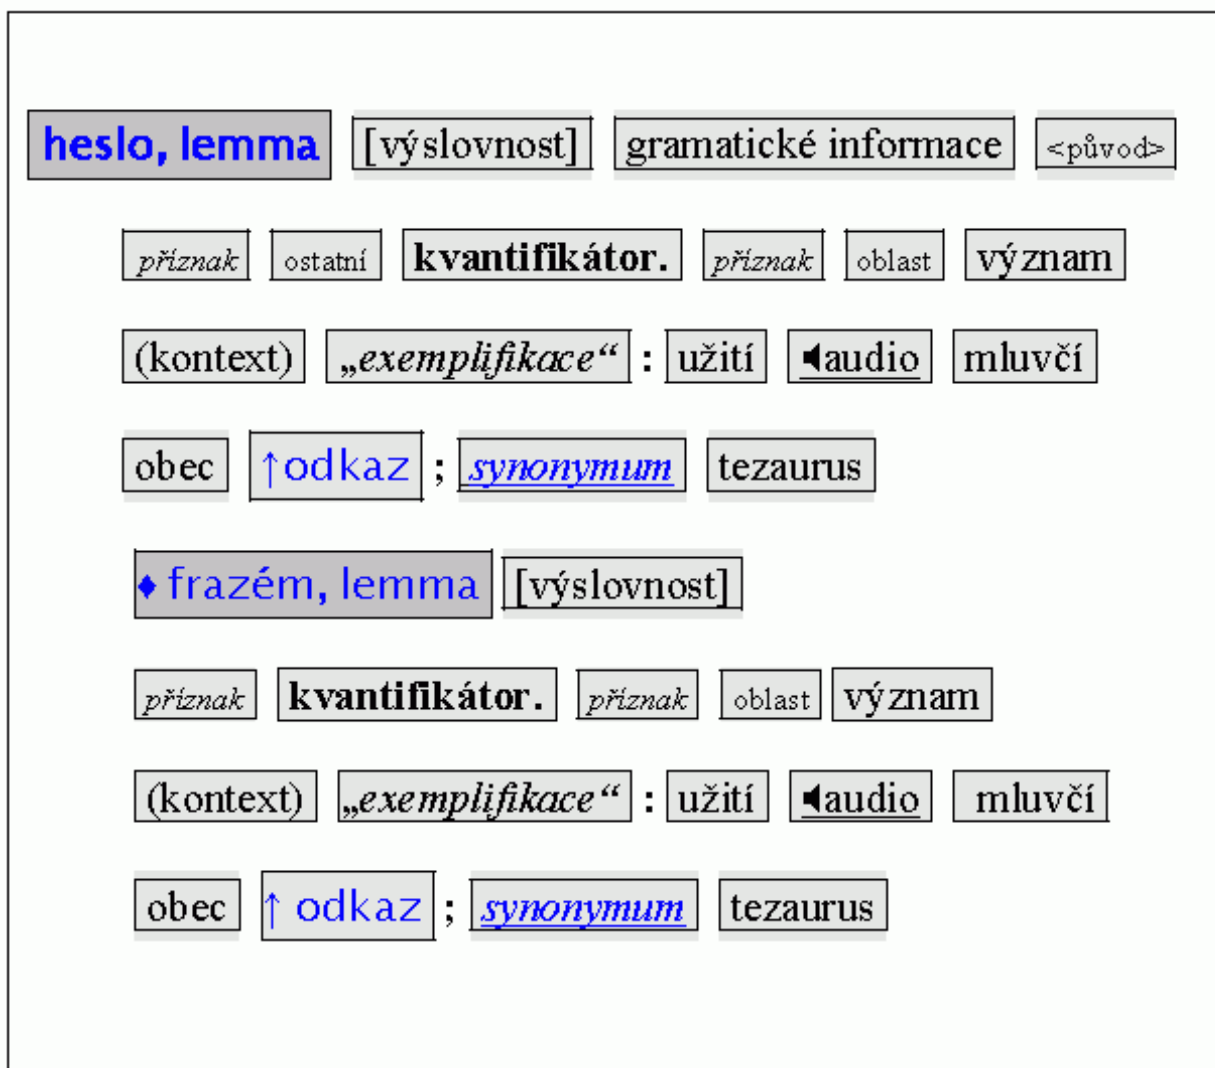 heslo, lemma [výslovnost] gramatické informace <původ>
příznak ostatní kvantifikátor. příznak oblast význam
(kontext) „exemplifikace“ : užití audio mluvčí
obec ↑odkaz ; synonymum tezaurus
♦ frazém, lemma [výslovnost]
příznak kvantifikátor. příznak oblast význam
(kontext) „exemplifikace“ : užití audio mluvčí
obec ↑ odkaz ; synonymum tezaurus